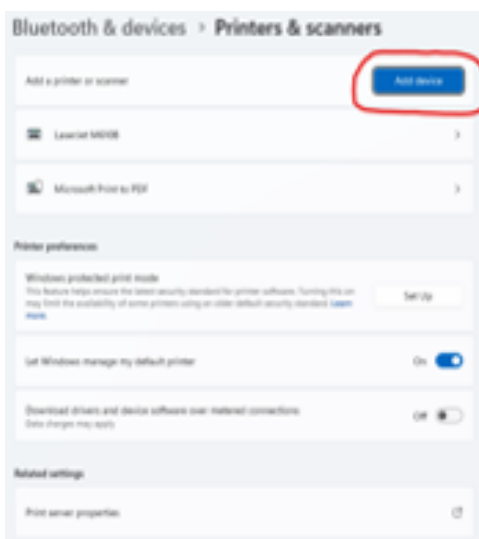 Bluetooth & devices > Printers & scanners
Add a printer or scanner
Add device
LaserJet
Microsoft Print to PDF
Printer preferences
Windows protected print mode
This feature helps ensure the latest security standard for printer software. Turning this on
may limit the availability of some printers using an older default security standard. Learn
more.
Set Up
Let Windows manage my default printer
On
Download drivers and device software over metered connections
Data charges may apply
Off
Related settings
Print server properties